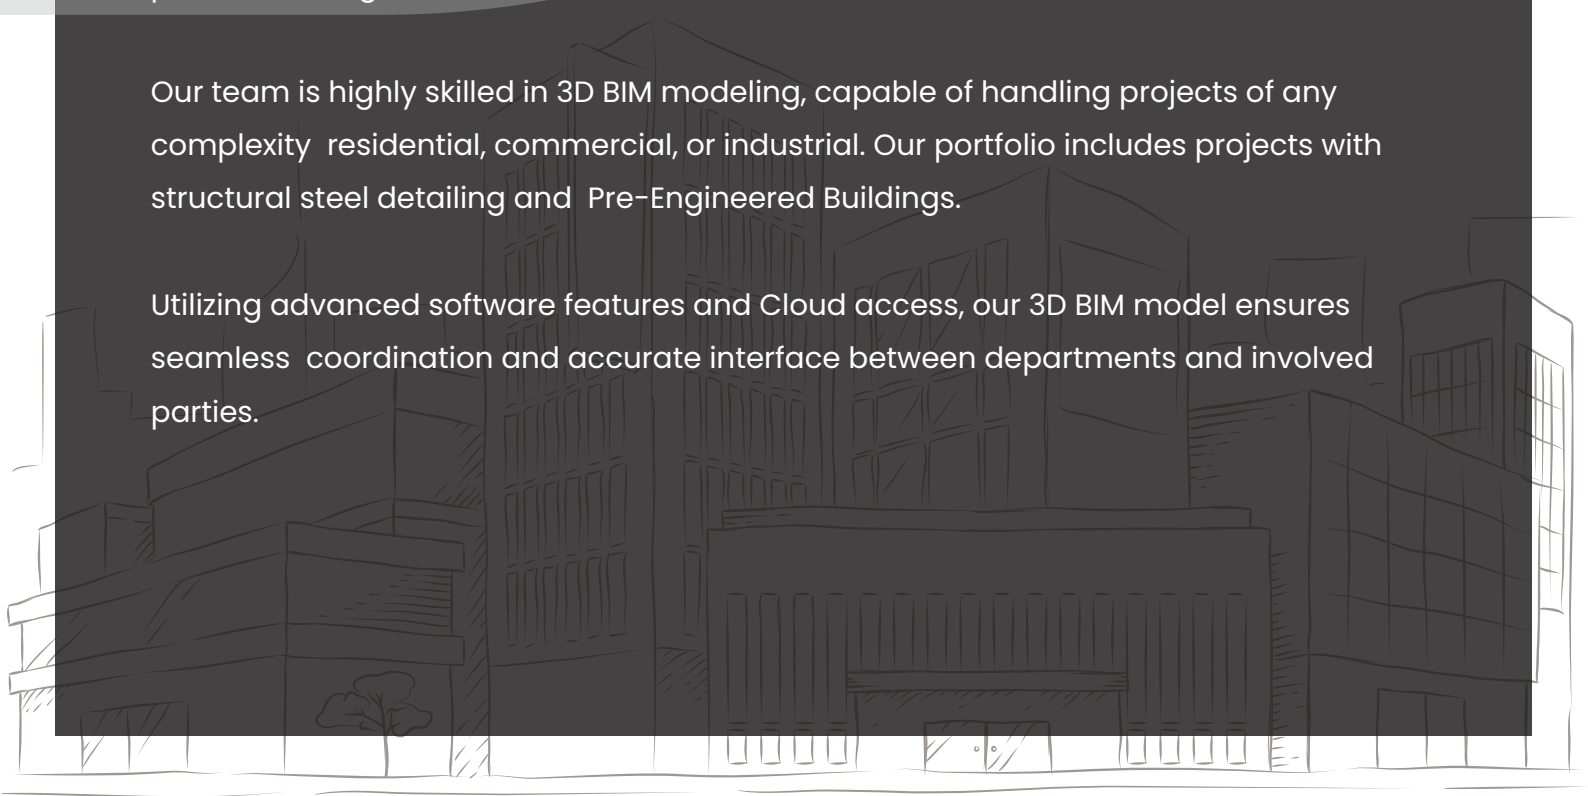 Our team is highly skilled in 3D BIM modeling, capable of handling projects of any
complexity  residential, commercial, or industrial. Our portfolio includes projects with
structural steel detailing and  Pre-Engineered Buildings.
Utilizing advanced software features and Cloud access, our 3D BIM model ensures
seamless  coordination and accurate interface between departments and involved
parties.